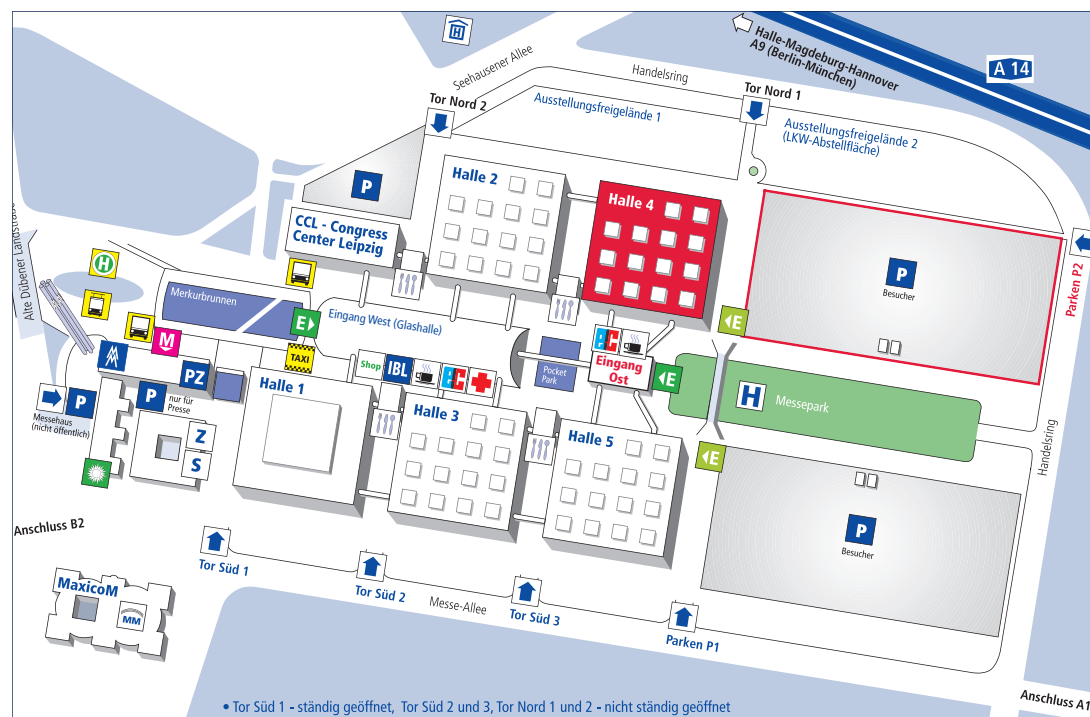 H
Halle-Magdeburg-Hannover
A9 (Berlin-München)
A 14
Seehausener Allee
Handelsring
Tor Nord 2
Tor Nord 1
Ausstellungsfreigelände 1
Ausstellungsfreigelände 2
(LKW-Abstellfläche)
P
Halle 2
Halle 4
CCL - Congress
Center Leipzig
Alte Dübener Landstraße
H
P
Besucher
Parken P2
Merkurbrunnen
E
Eingang West (Glashalle)
E
M
TAXI
EC
Eingang
Ost
Pocket
Park
E
Shop
IBL
EC
PZ
P
nur für
Presse
P
Messehaus
(nicht öffentlich)
Halle 1
Halle 3
Halle 5
H
Messepark
Handelsring
Z
S
E
P
Besucher
Anschluss B2
Tor Süd 1
Tor Süd 2
Messe-Allee
Tor Süd 3
Parken P1
MaxicoM
MM
Anschluss A1
• Tor Süd 1 - ständig geöffnet, Tor Süd 2 und 3, Tor Nord 1 und 2 - nicht ständig geöffnet